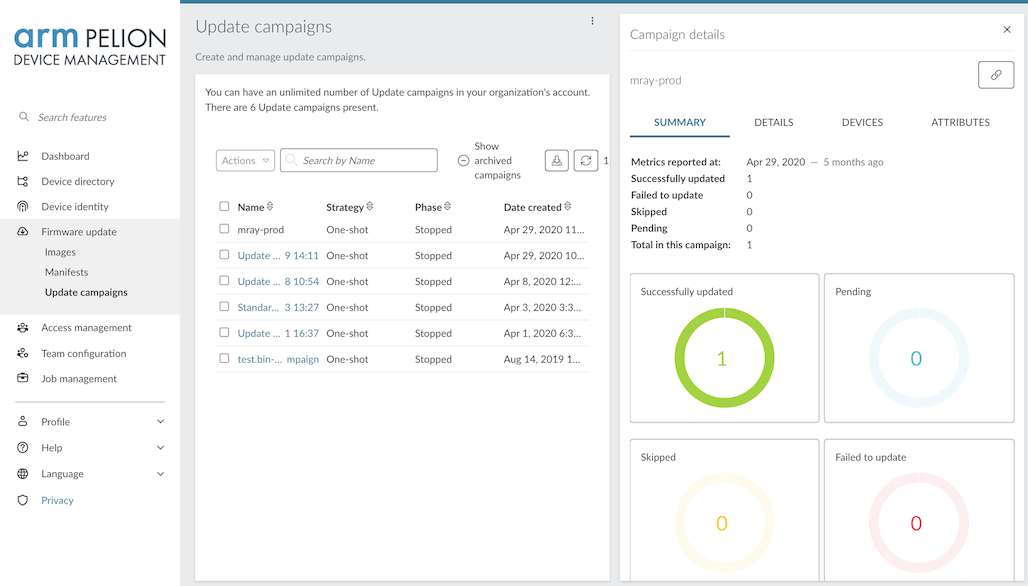 arm PELION
DEVICE MANAGEMENT
Search features
Dashboard
Device directory
Device identity
Firmware update
Images
Manifests
Update campaigns
Access management
Team configuration
Job management
Profile
Help
Language
Privacy
Update campaigns
Create and manage update campaigns.
You can have an unlimited number of Update campaigns in your organization's account.
There are 6 Update campaigns present.
Actions
Search by Name
Show
archived
campaigns
1
Name Strategy Phase Date created
mray-prod One-shot Stopped Apr 29, 2020 11...
Update ... 9 14:11 One-shot Stopped Apr 29, 2020 10...
Update ... 8 10:54 One-shot Stopped Apr 8, 2020 12:...
Standar... 3 13:27 One-shot Stopped Apr 3, 2020 3:3...
Update ... 1 16:37 One-shot Stopped Apr 1, 2020 6:3...
test.bin-... mpaign One-shot Stopped Aug 14, 2019 1...
Campaign details
mray-prod
SUMMARY DETAILS DEVICES ATTRIBUTES
Metrics reported at: Apr 29, 2020 — 5 months ago
Successfully updated 1
Failed to update 0
Skipped 0
Pending 0
Total in this campaign: 1
Successfully updated
1
Pending
0
Skipped
0
Failed to update
0